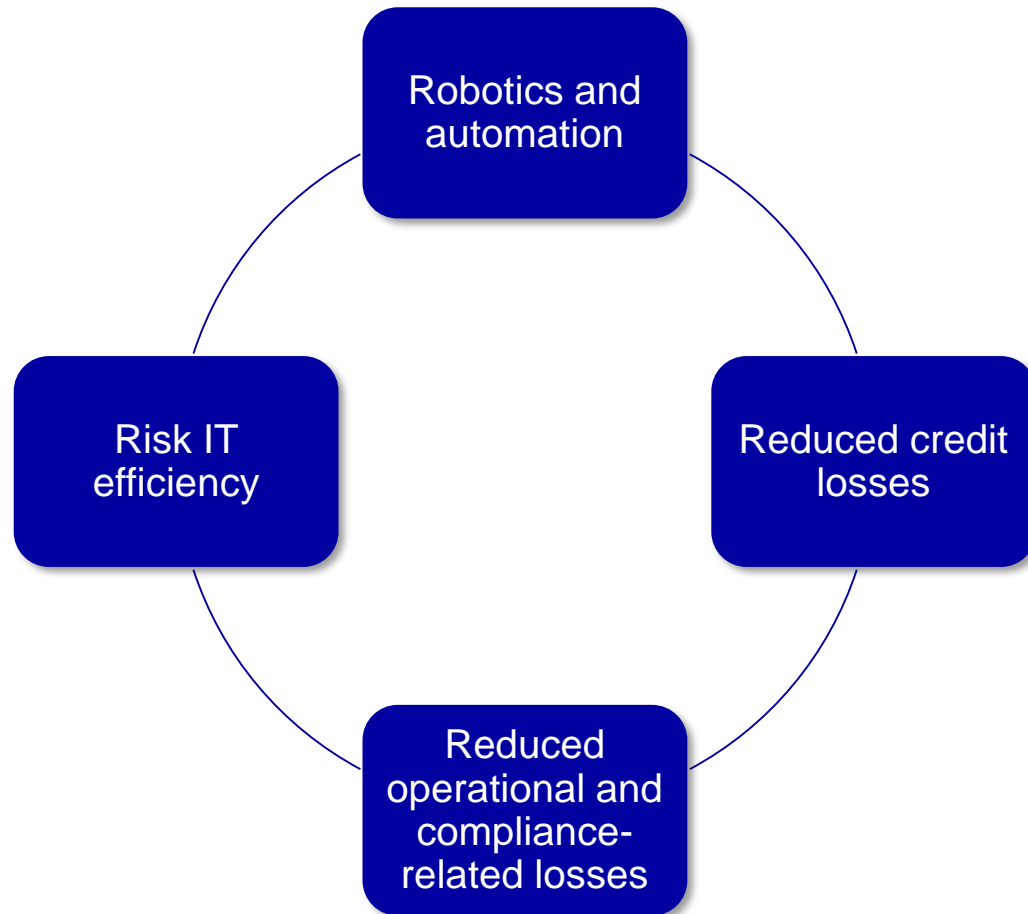 Robotics and
automation
Risk IT
efficiency
Reduced credit
losses
Reduced
operational and
compliance-
related losses